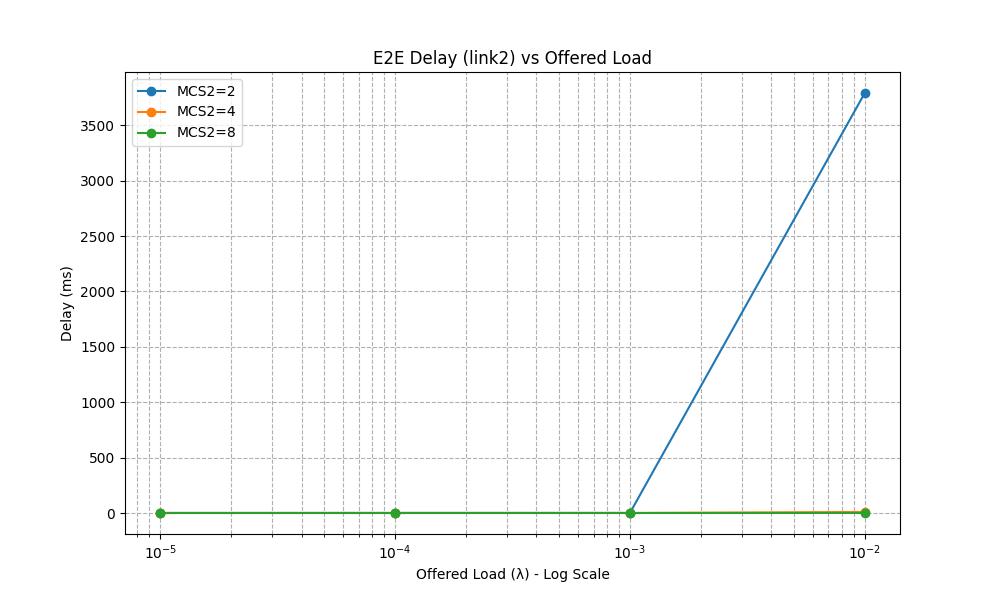 E2E Delay (link2) vs Offered Load
MCS2=2
MCS2=4
MCS2=8
Delay (ms)
3500
3000
2500
2000
1500
1000
500
0
10⁻⁵
10⁻⁴
10⁻³
10⁻²
Offered Load (λ) - Log Scale